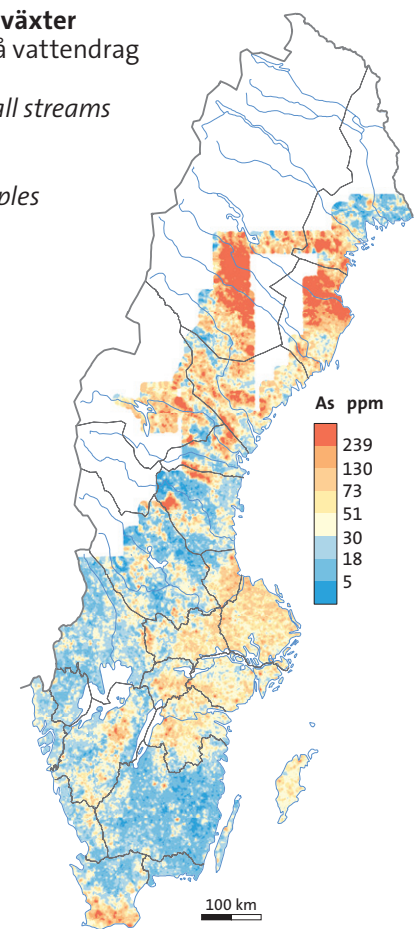 växter
å vattendrag
all streams
ples
As ppm
239
130
73
51
30
18
5
100 km